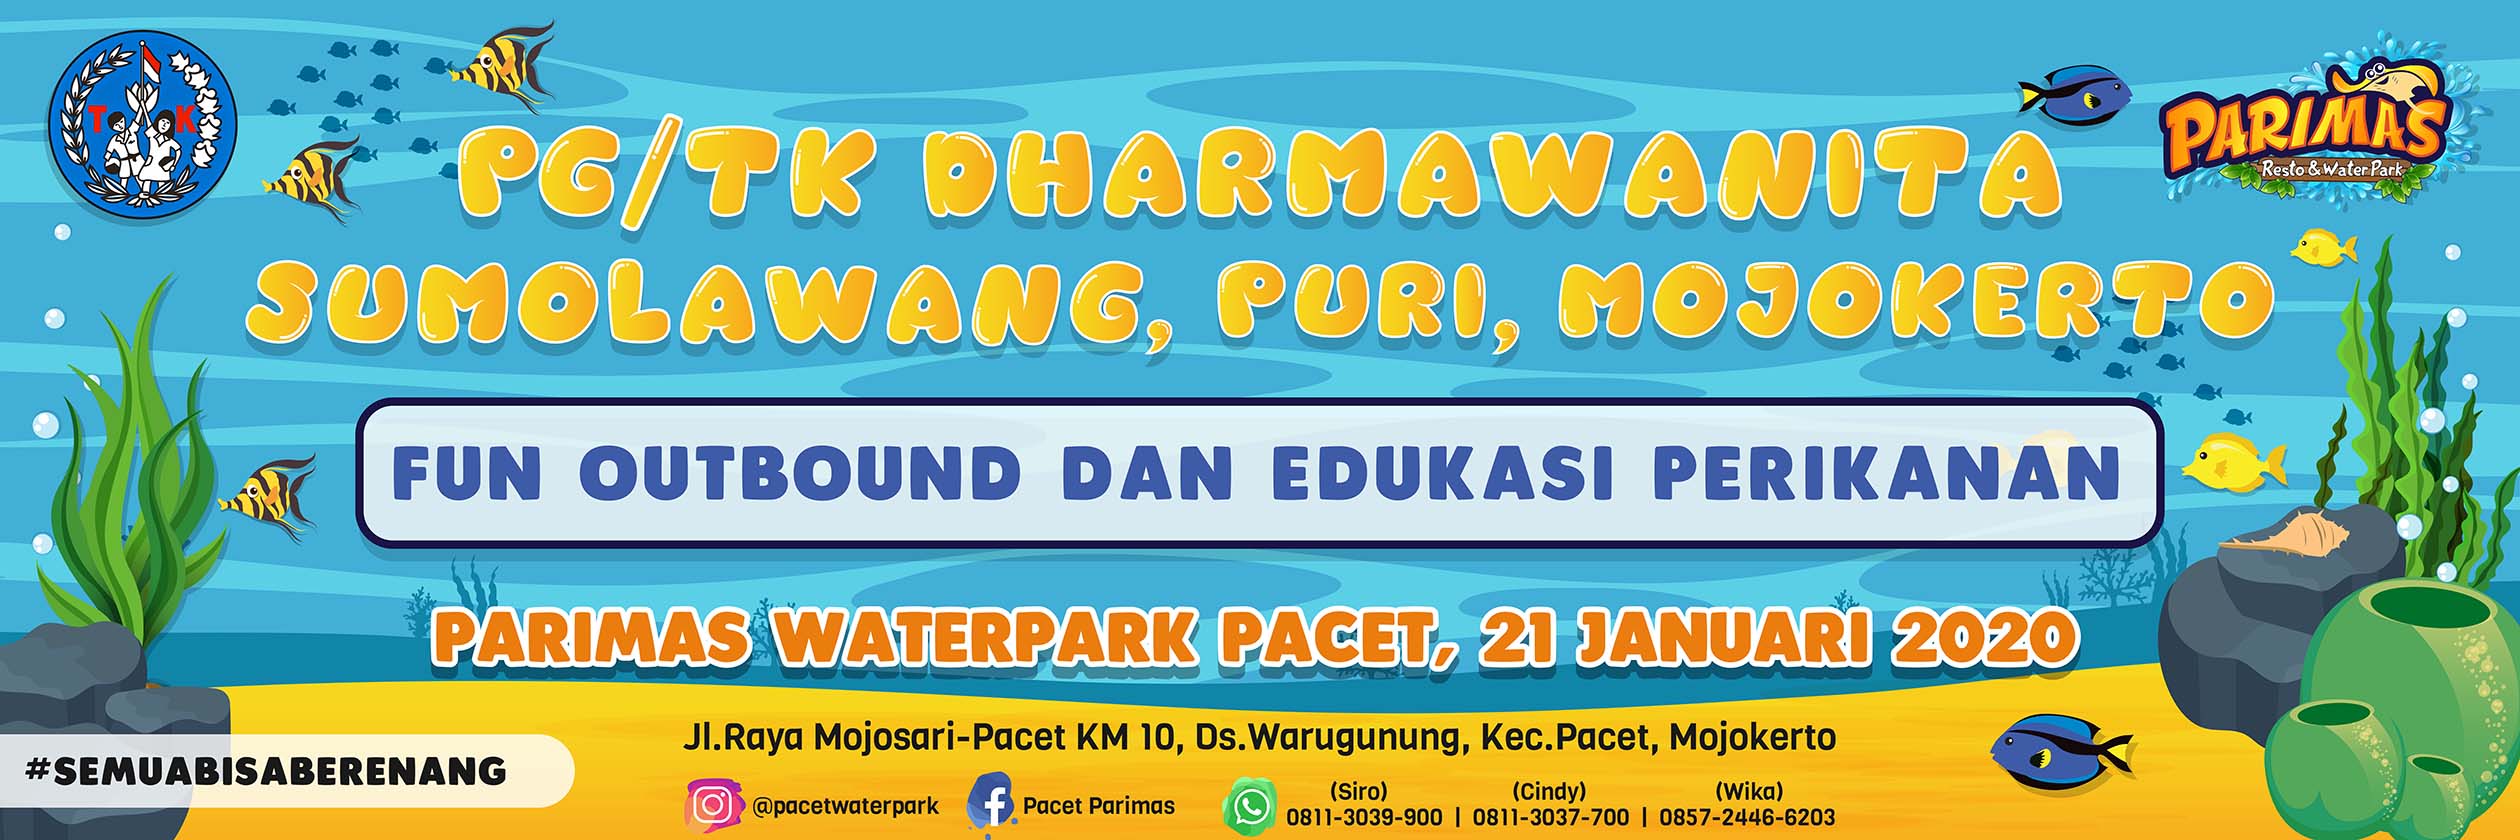 T K
PARIMAS
Resto & Water Park
PG/TK DHARMAWANITA
SUMOLAWANG, PURI, MOJOKERTO
FUN OUTBOUND DAN EDUKASI PERIKANAN
PARIMAS WATERPARK PACET, 21 JANUARI 2020
Jl.Raya Mojosari-Pacet KM 10, Ds.Warugunung, Kec.Pacet, Mojokerto
#SEMUABISABERENANG
@pacetwaterpark
Pacet Parimas
(Siro) (Cindy) (Wika)
0811-3039-900 | 0811-3037-700 | 0857-2446-6203